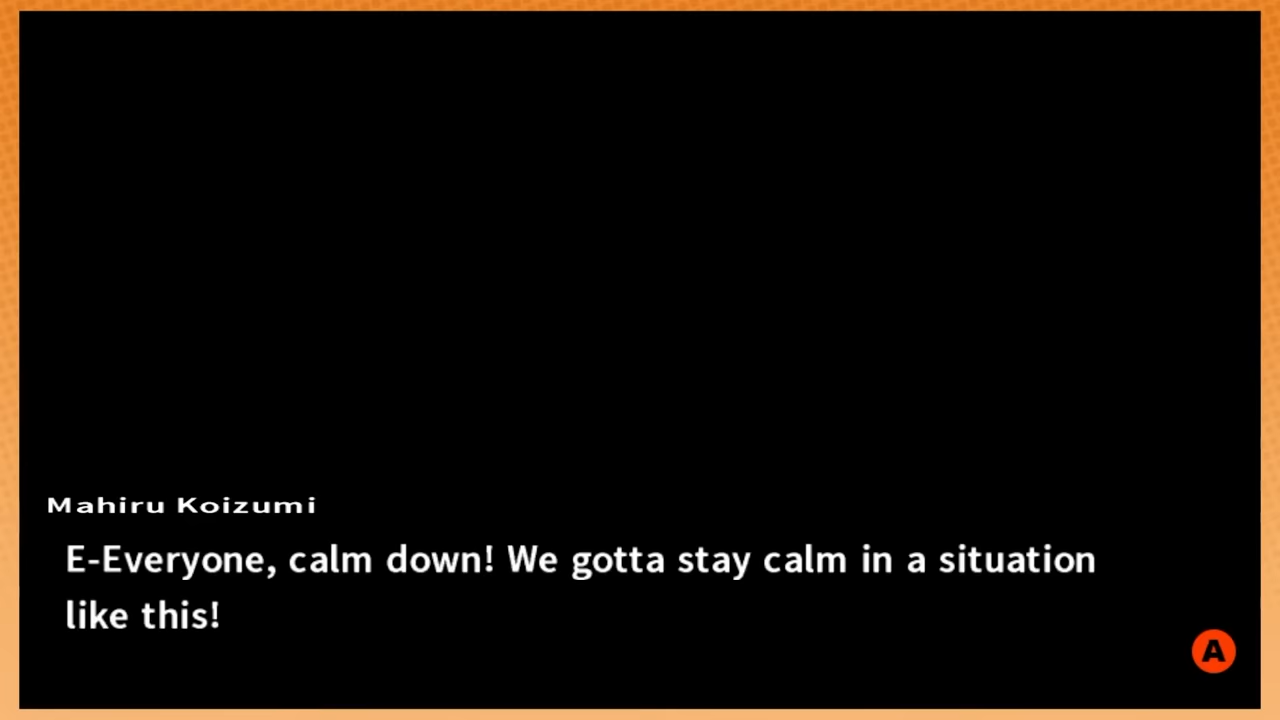 Mahiru Koizumi
E-Everyone, calm down! We gotta stay calm in a situation
like this!
A